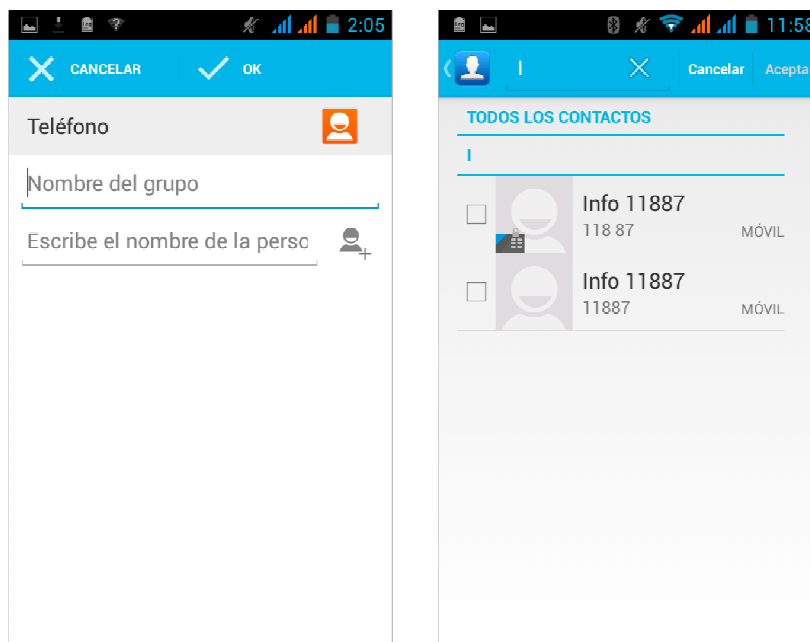 2:05
CANCELAR OK
Teléfono
Nombre del grupo
Escribe el nombre de la perso
11:58
I Cancelar Acepta
TODOS LOS CONTACTOS
I
Info 11887
118 87 MÓVIL
Info 11887
11887 MÓVIL